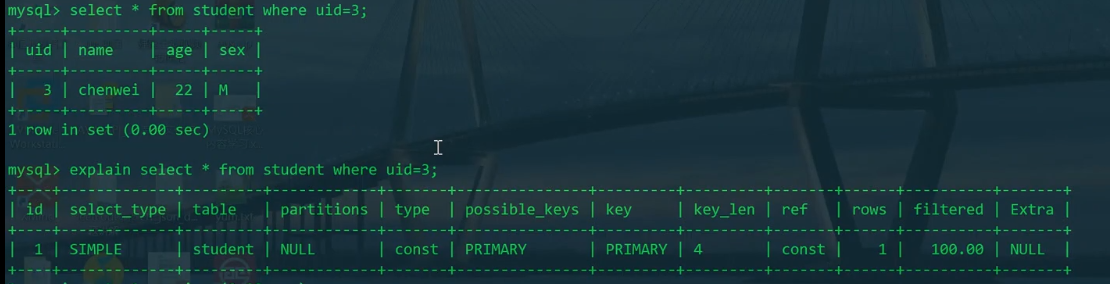 mysql> select * from student where uid=3;
+-----+---------+-----+-----+
| uid | name    | age | sex |
+-----+---------+-----+-----+
|   3 | chenwei |  22 | M   |
+-----+---------+-----+-----+
1 row in set (0.00 sec)
mysql> explain select * from student where uid=3;
+----+-------------+---------+------------+-------+---------------+---------+---------+-------+------+----------+-------+
| id | select_type | table   | partitions | type  | possible_keys | key     | key_len | ref   | rows | filtered | Extra |
+----+-------------+---------+------------+-------+---------------+---------+---------+-------+------+----------+-------+
|  1 | SIMPLE      | student | NULL       | const | PRIMARY       | PRIMARY | 4       | const |    1 |   100.00 | NULL  |
+----+-------------+---------+------------+-------+---------------+---------+---------+-------+------+----------+-------+